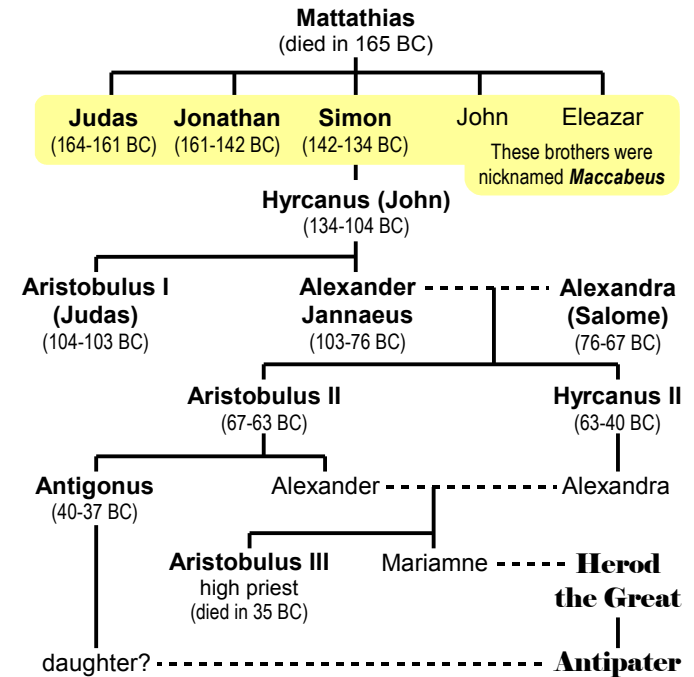 Mattathias
(died in 165 BC)
Judas Jonathan Simon John Eleazar
(164-161 BC) (161-142 BC) (142-134 BC)
These brothers were
nicknamed Maccabeus
Hyrcanus (John)
(134-104 BC)
Aristobulus I
(Judas)
(104-103 BC)
Alexander
Jannaeus
(103-76 BC)
Alexandra
(Salome)
(76-67 BC)
Aristobulus II
(67-63 BC)
Hyrcanus II
(63-40 BC)
Antigonus
(40-37 BC)
Alexander
Alexandra
Aristobulus III
high priest
(died in 35 BC)
Mariamne
Herod
the Great
daughter?
Antipater